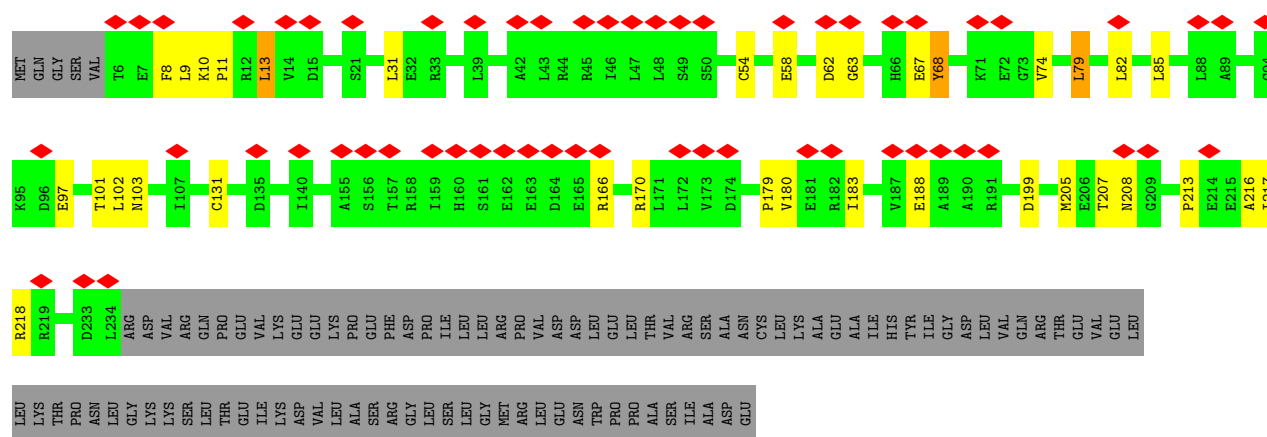 MET GLN GLY SER VAL T6 E7 F8 L9 K10 P11 R12 L13 V14 D15 S21 L31 E32 R33 L39 A42 L43 R44 R45 I46 L47 L48 S49 S50 C54 E58 D62 G63 H66 E67 Y68 K71 E72 G73 V74 L79 L82 L85 L88 A89
K95 D96 E97 T101 L102 N103 I107 C131 D135 I140 A155 S156 T157 R158 I159 H160 S161 E162 E163 D164 E165 R166 R170 L171 L172 V173 D174 P179 V180 E181 R182 I183 V187 E188 A189 A190 R191 D199 M205 E206 T207 N208 G209 P213 E214 E215 A216 I217
R218 R219 D233 L234 ARG ASP VAL ARG GLN PRO GLU VAL LYS GLU GLU LYS PRO GLU PHE ASP PRO ILE LEU LEU ARG PRO VAL ASP ASP LEU GLU LEU THR VAL ARG SER ALA ASN CYS LEU LYS ALA GLU ALA ILE HIS TYR ILE GLY ASP LEU VAL GLN ARG THR GLU VAL GLU LEU
LEU LYS THR PRO ASN LEU GLY LYS LYS SER LEU THR GLU ILE LYS ASP VAL LEU ALA SER ARG GLY LEU SER LEU GLY MET ARG LEU GLU ASN TRP PRO PRO ALA SER ILE ALA ASP GLU